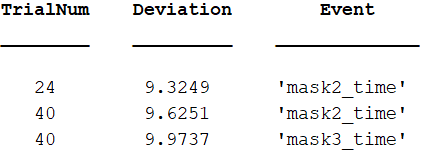 TrialNum Deviation Event
24 9.3249 'mask2_time'
40 9.6251 'mask2_time'
40 9.9737 'mask3_time'